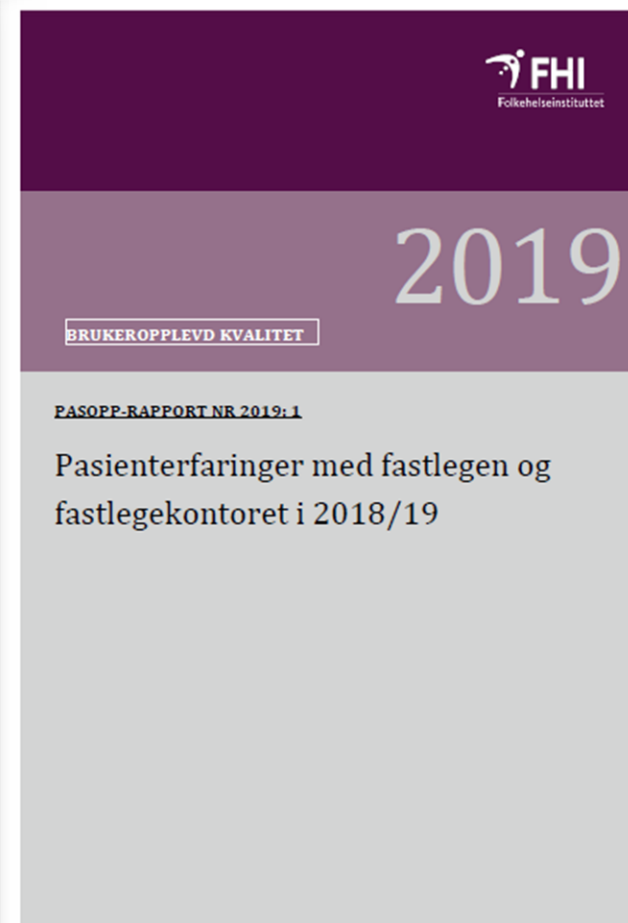 FHI
Folkehelseinstituttet
2019
BRUKEROPPLEVD KVALITET
PASOPP-RAPPORT NR 2019: 1
Pasienterfaringer med fastlegen og
fastlegekontoret i 2018/19